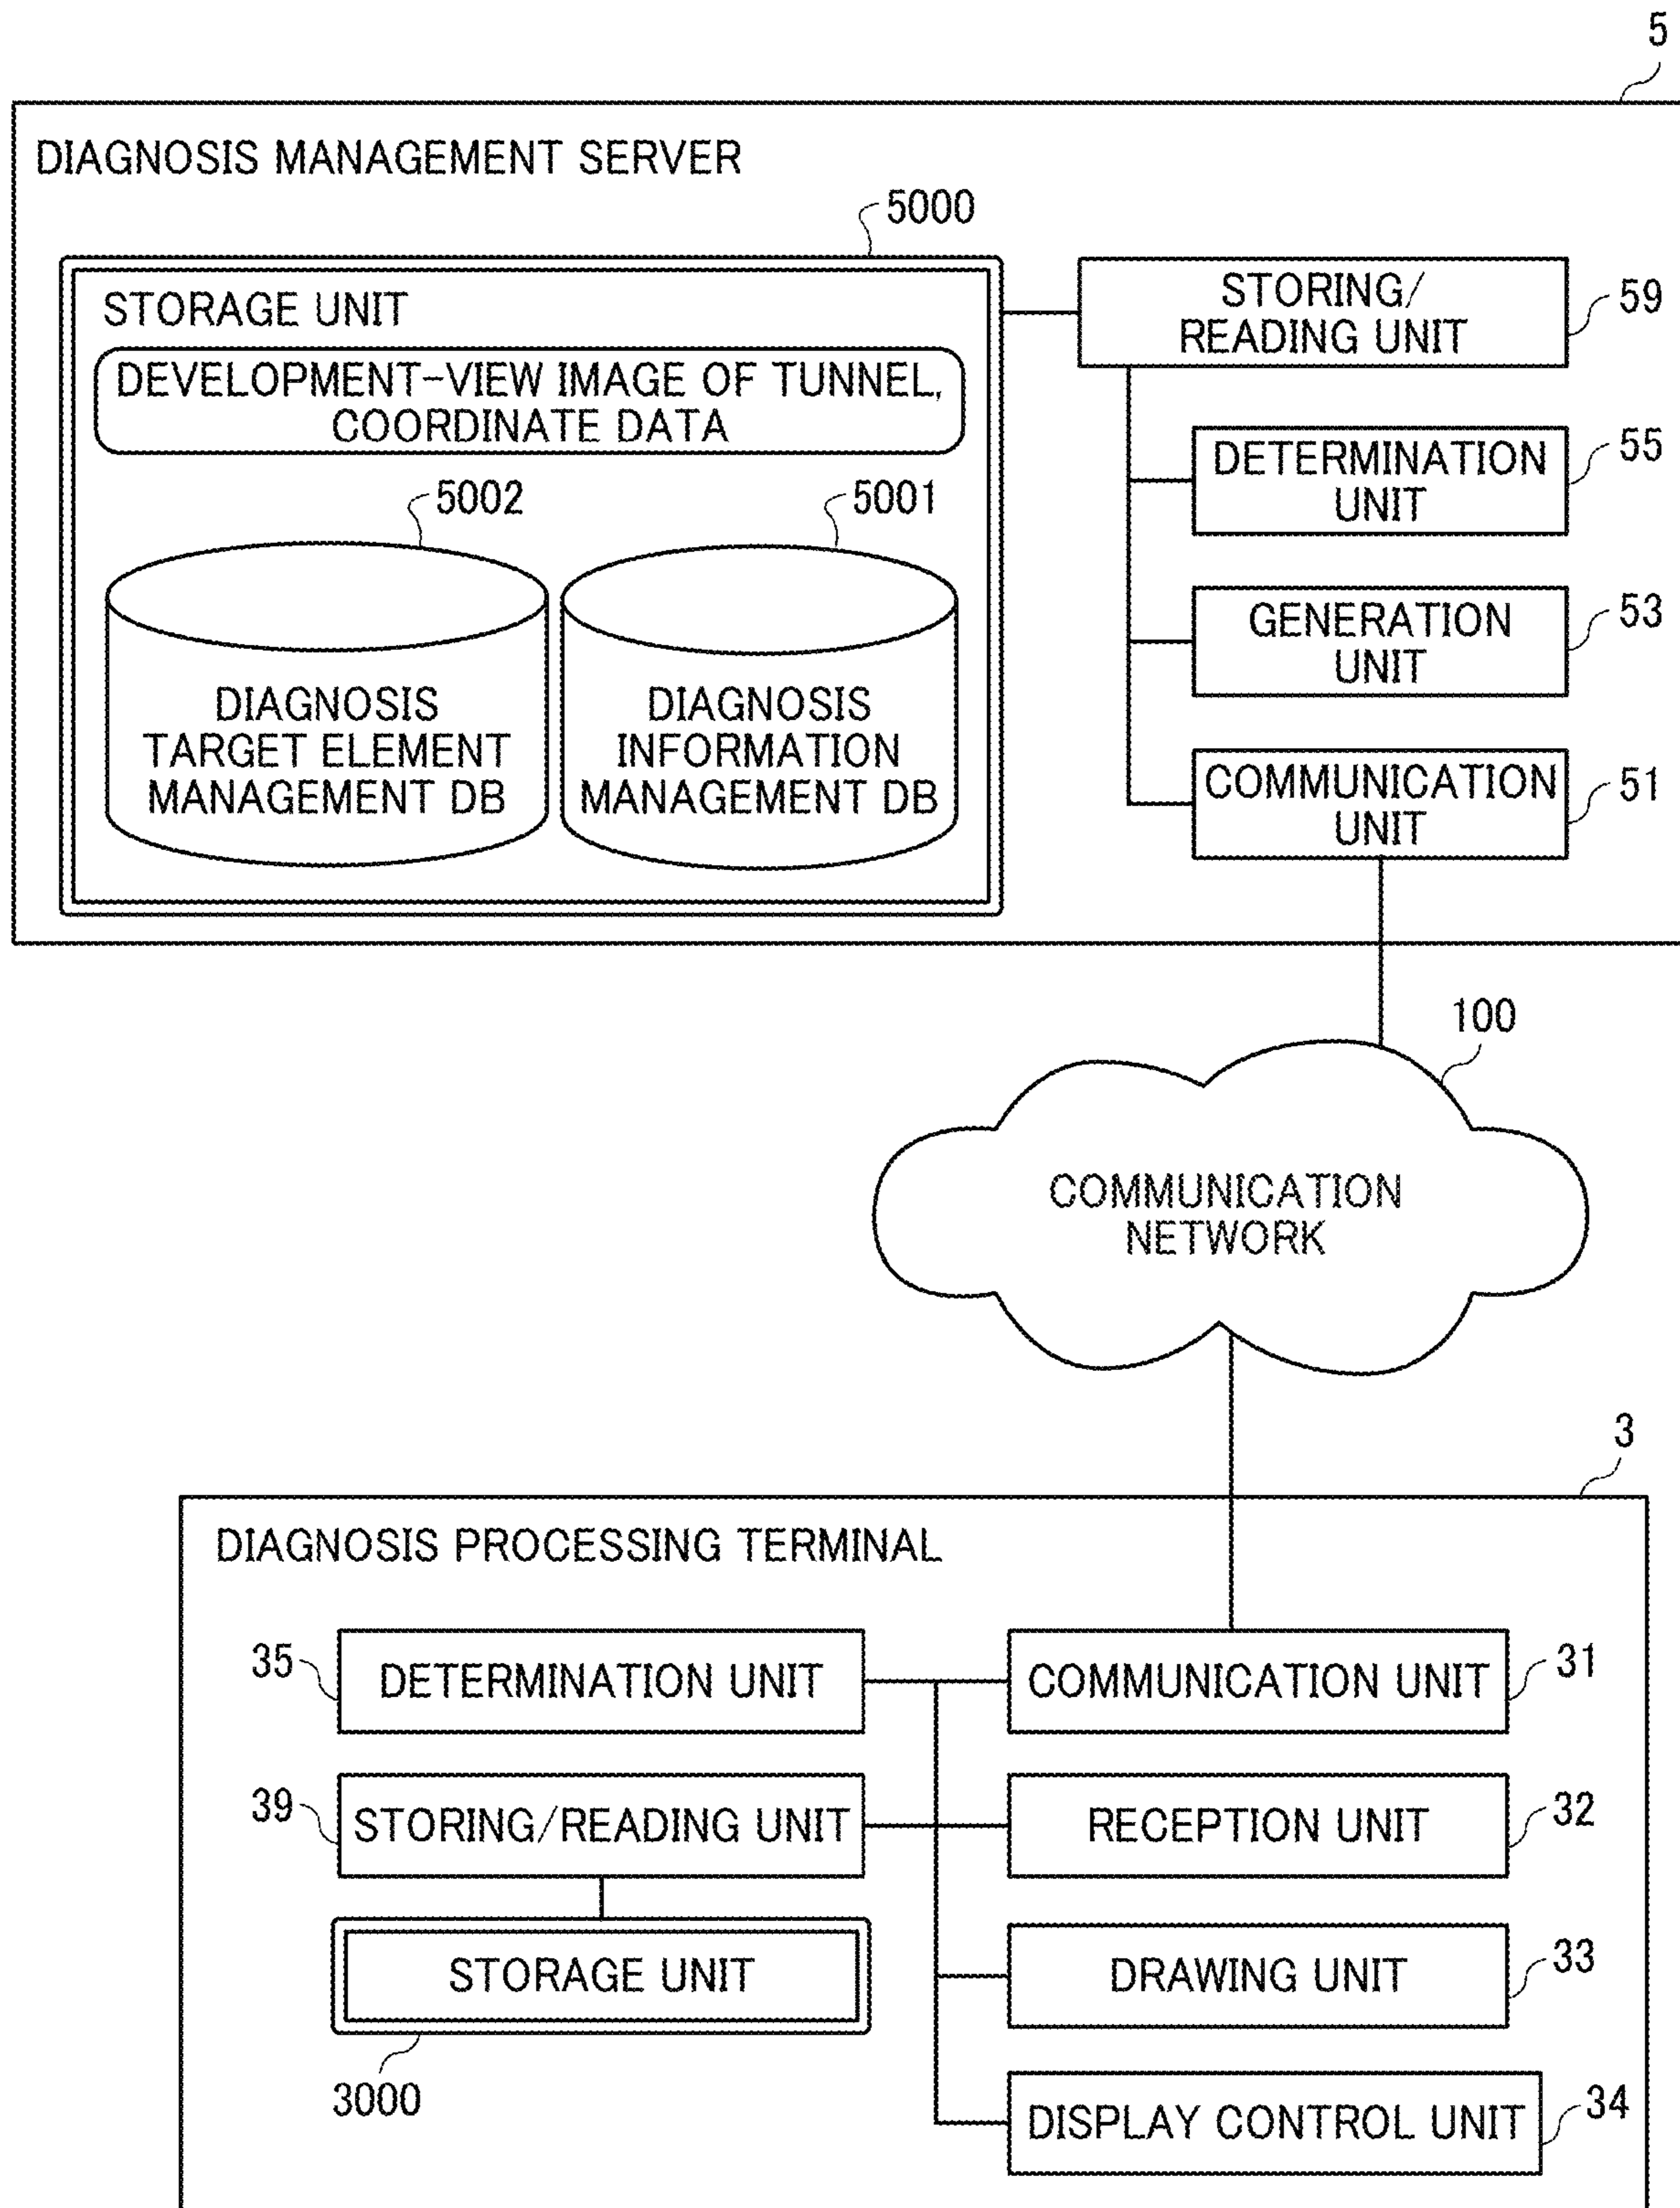 5
DIAGNOSIS MANAGEMENT SERVER
5000
STORAGE UNIT
DEVELOPMENT-VIEW IMAGE OF TUNNEL,
COORDINATE DATA
5002
5001
DIAGNOSIS
TARGET ELEMENT
MANAGEMENT DB
DIAGNOSIS
INFORMATION
MANAGEMENT DB
STORING/
READING UNIT
59
DETERMINATION
UNIT
55
GENERATION
UNIT
53
COMMUNICATION
UNIT
51
100
COMMUNICATION
NETWORK
3
DIAGNOSIS PROCESSING TERMINAL
35
DETERMINATION UNIT
COMMUNICATION UNIT
31
39
STORING/READING UNIT
RECEPTION UNIT
32
STORAGE UNIT
3000
DRAWING UNIT
33
DISPLAY CONTROL UNIT
34